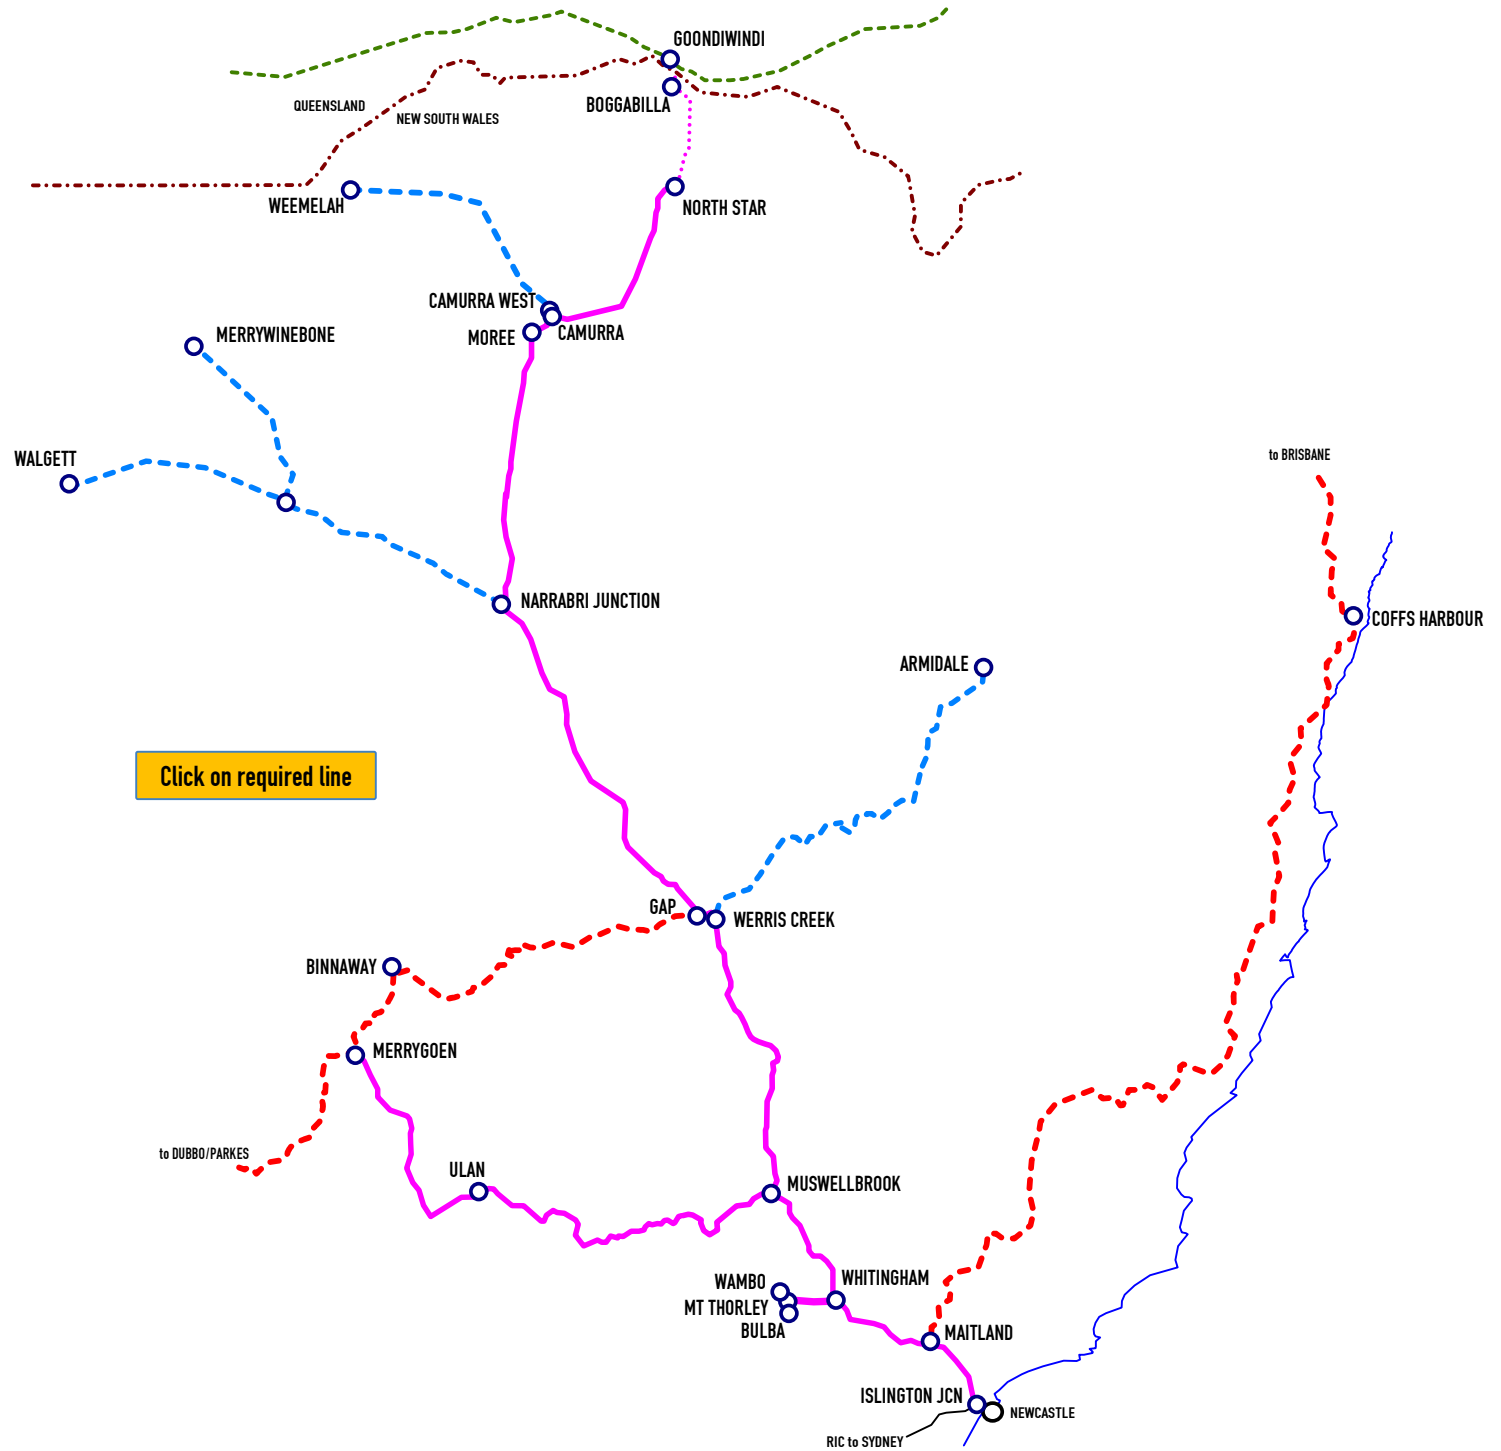 GOONDIWINDI
BOGGABILLA
QUEENSLAND
NEW SOUTH WALES
WEEMELAH
NORTH STAR
CAMURRA WEST
CAMURRA
MOREE
MERRYWINEBONE
WALGETT
to BRISBANE
NARRABRI JUNCTION
COFFS HARBOUR
ARMIDALE
Click on required line
GAP
WERRIS CREEK
BINNAWAY
MERRYGOEN
to DUBBO/PARKES
ULAN
MUSWELLBROOK
WHITINGHAM
WAMBO
MT THORLEY
BULBA
MAITLAND
ISLINGTON JCN
NEWCASTLE
RIC to SYDNEY